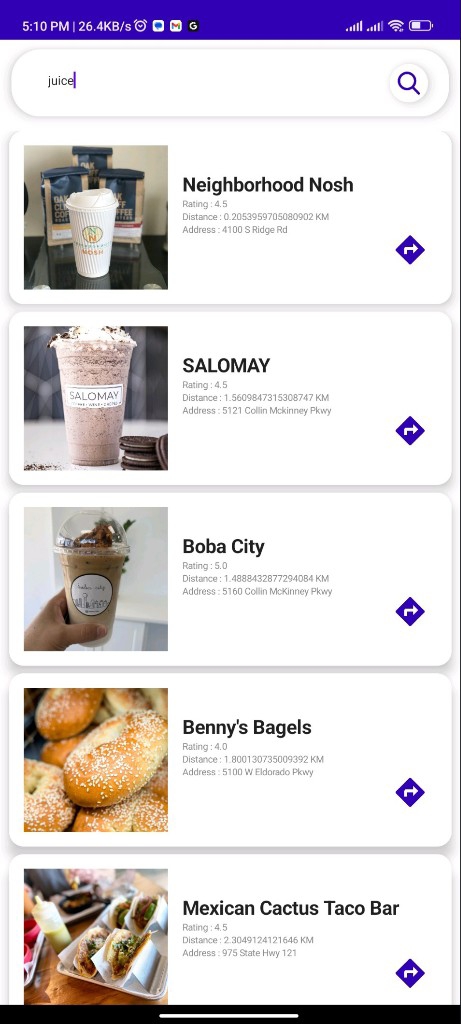 5:10 PM | 26.4KB/s
juice
Neighborhood Nosh
Rating : 4.5
Distance : 0.2053959705080902 KM
Address : 4100 S Ridge Rd
NOSH
SALOMAY
SALOMAY
Rating : 4.5
Distance : 1.5609847315308747 KM
Address : 5121 Collin Mckinney Pkwy
Boba City
Rating : 5.0
Distance : 1.4888432877294084 KM
Address : 5160 Collin McKinney Pkwy
Benny's Bagels
Rating : 4.0
Distance : 1.800130735009392 KM
Address : 5100 W Eldorado Pkwy
Mexican Cactus Taco Bar
Rating : 4.5
Distance : 2.3049124121646 KM
Address : 975 State Hwy 121